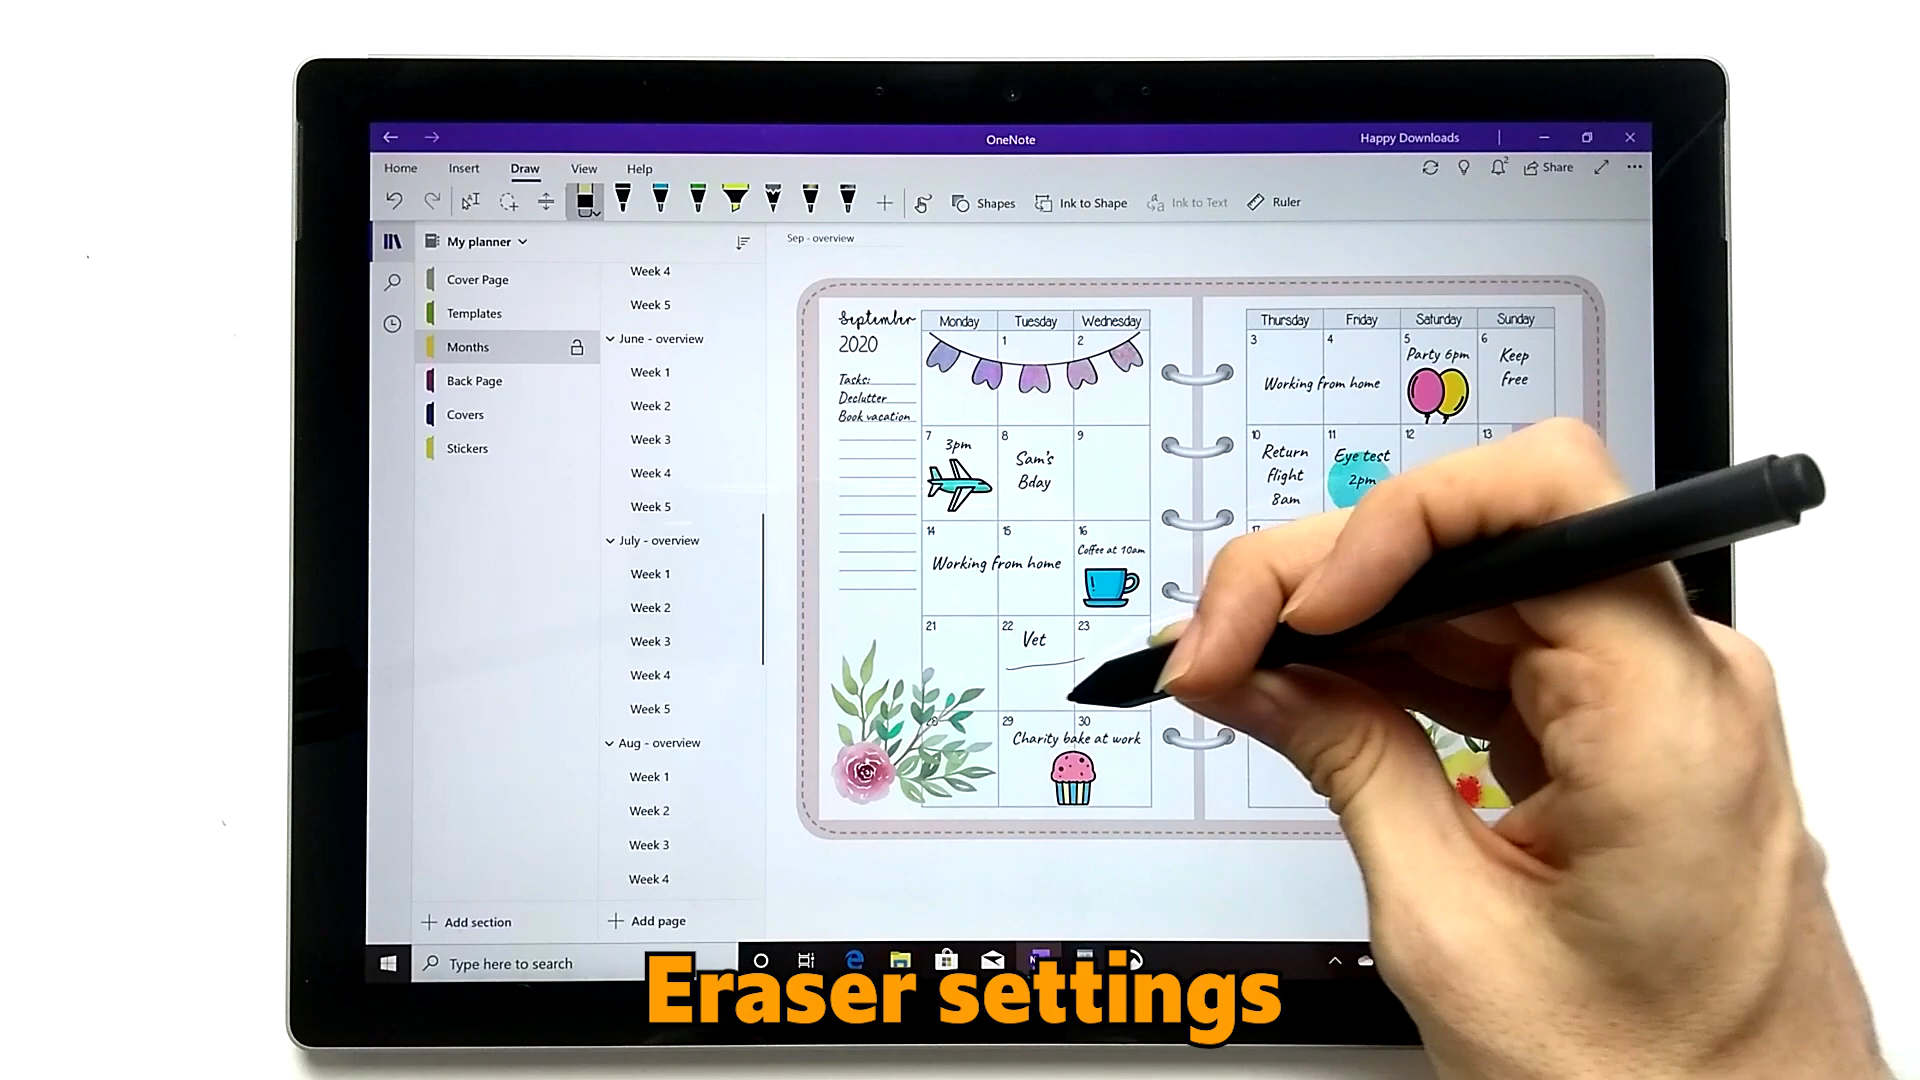 OneNote
Happy Downloads
Home
Insert
Draw
View
Help
2
Share
AI
Shapes
Ink to Shape
Ink to Text
Ruler
My planner
Sep - overview
Cover Page
Templates
Months
Back Page
Covers
Stickers
Add section
Week 4
Week 5
June - overview
Week 1
Week 2
Week 3
Week 4
Week 5
July - overview
Week 1
Week 2
Week 3
Week 4
Week 5
Aug - overview
Week 1
Week 2
Week 3
Week 4
Add page
September
2020
Tasks:
Declutter
Book vacation
Monday
Tuesday
Wednesday
Thursday
Friday
Saturday
Sunday
1
2
3
4
Working from home
5
Party 6pm
6
Keep
free
7
3pm
8
Sam's
Bday
9
10
Return
flight
8am
11
Eye test
2pm
12
13
14
15
Working from home
16
Coffee at 10am
21
22
Vet
23
28
29
30
Charity bake at work
Type here to search
Eraser settings